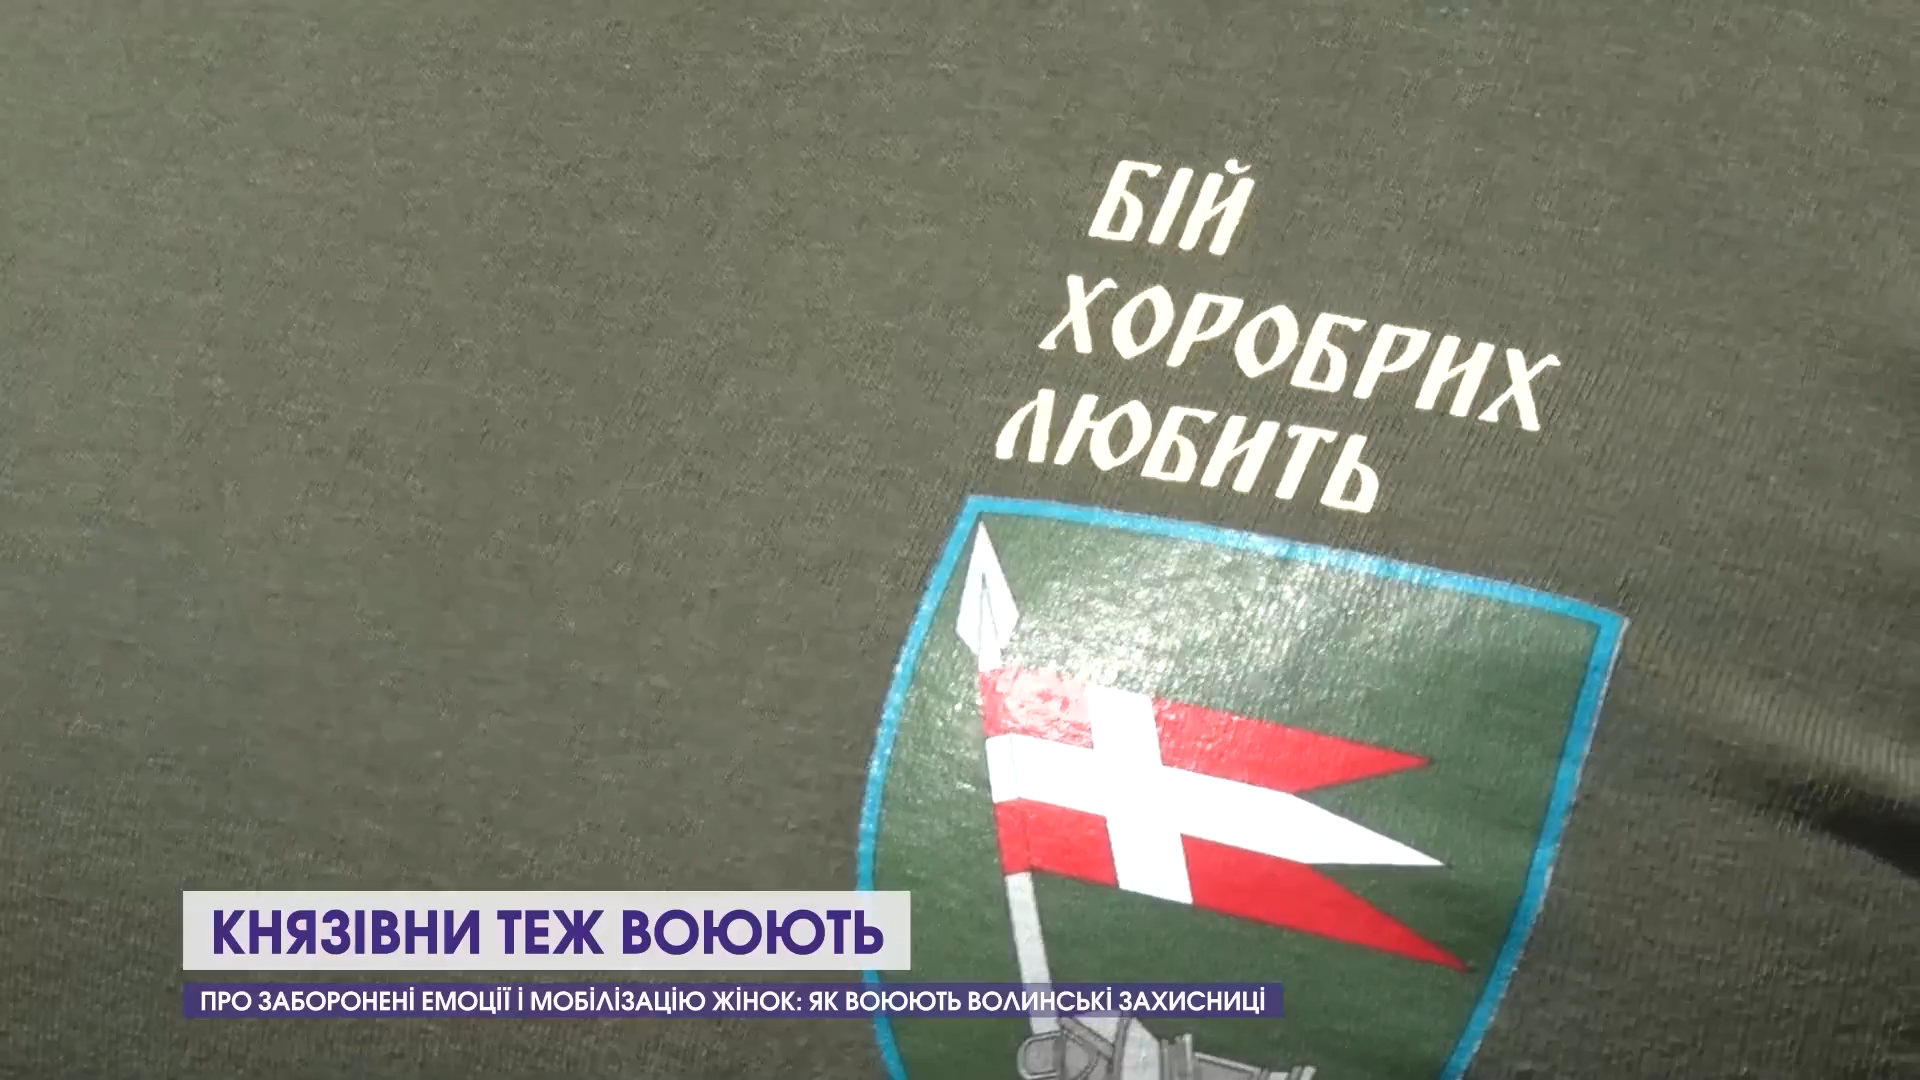 БІЙ
ХОРОБРИХ
ЛЮБИТЬ
КНЯЗІВНИ ТЕЖ ВОЮЮТЬ
ПРО ЗАБОРОНЕНІ ЕМОЦІЇ І МОБІЛІЗАЦІЮ ЖІНОК: ЯК ВОЮЮТЬ ВОЛИНСЬКІ ЗАХИСНИЦІ